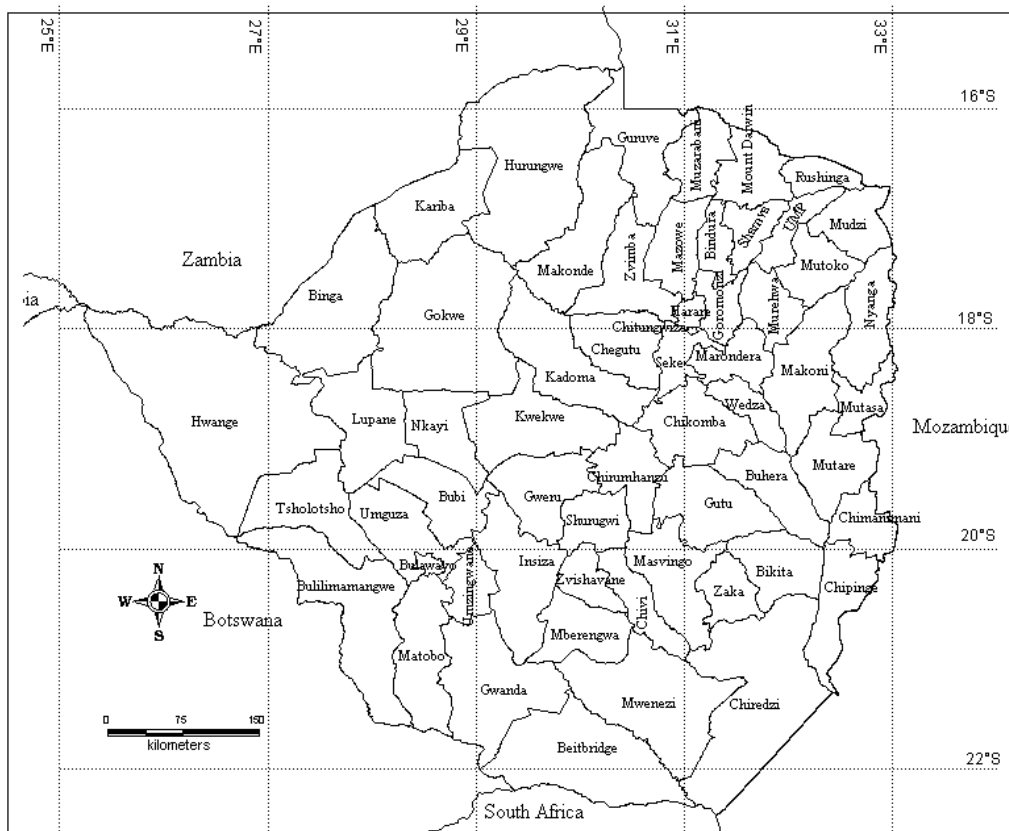 25°E
27°E
29°E
31°E
33°E
16°S
Guruve
Muzarabani
Mount Darwin
Hurungwe
Rushinga
Kariba
Shamva
UMP
Mudzi
Bindura
Mazowe
Zvimba
Zambia
Makonde
Mutoko
Binga
Gokwe
Harare
Goromonzi
Murehwa
Nyanga
18°S
Chitungwiza
Chegutu
Seke
Marondera
Makoni
Kadoma
Wedza
Mutasa
Hwange
Lupane
Nkayi
Kwekwe
Chikomba
Mozambique
Mutare
Buhera
Chirumhanzu
Bubi
Gweru
Gutu
Tsholotsho
Umguza
Shurugwi
Chimanimani
20°S
Bulawayo
Umzingwane
Insiza
Masvingo
Zvishavane
Bikita
Chipinge
Bulilimamangwe
Zaka
Chivi
N
W
E
S
Botswana
Mberengwa
Matobo
Gwanda
Mwenezi
Chiredzi
0 75 150
kilometers
Beitbridge
22°S
South Africa